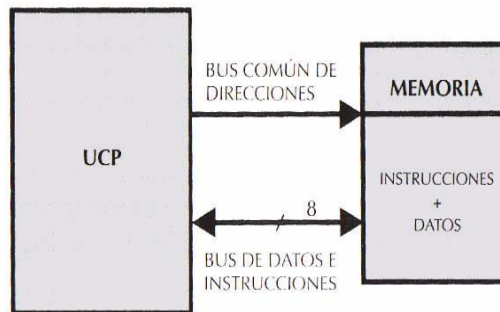 BUS COMÚN DE
DIRECCIONES
MEMORIA
UCP
INSTRUCCIONES
+
DATOS
8
BUS DE DATOS E
INSTRUCCIONES